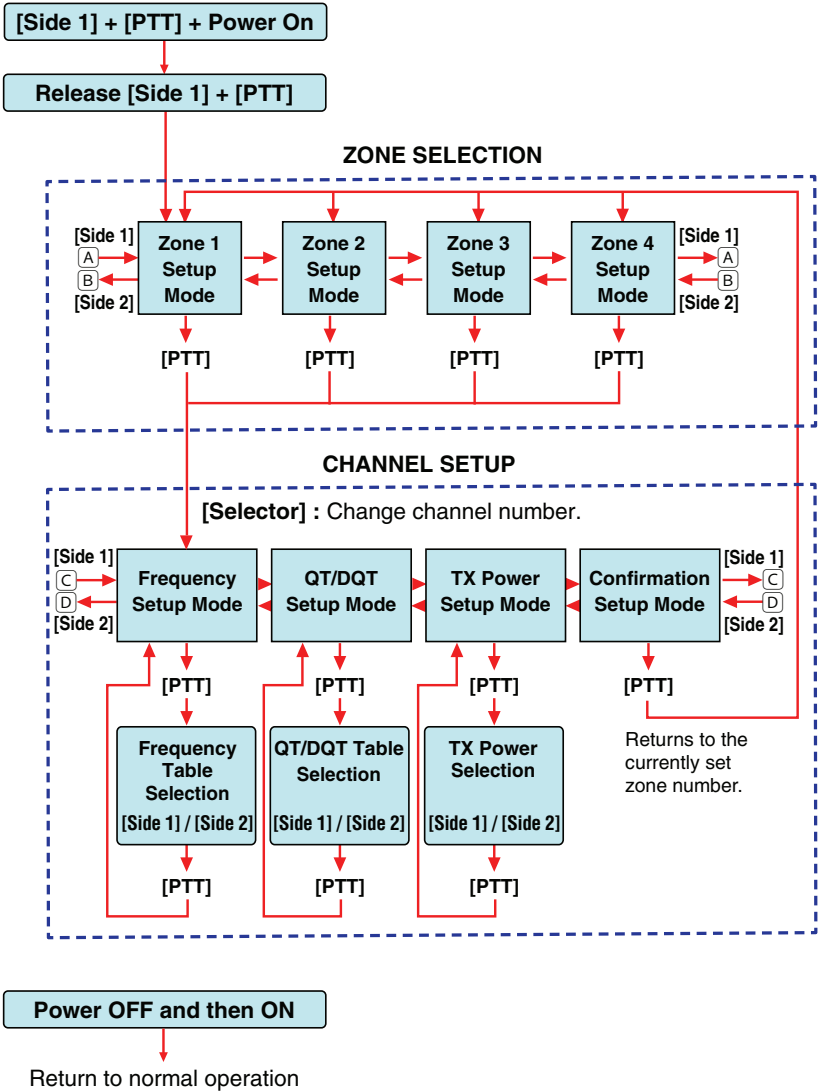 [Side 1] + [PTT] + Power On
Release [Side 1] + [PTT]
ZONE SELECTION
[Side 1]
A
B
[Side 2]
Zone 1
Setup
Mode
Zone 2
Setup
Mode
Zone 3
Setup
Mode
Zone 4
Setup
Mode
[Side 1]
A
B
[Side 2]
[PTT]
[PTT]
[PTT]
[PTT]
CHANNEL SETUP
[Selector] : Change channel number.
[Side 1]
C
D
[Side 2]
Frequency
Setup Mode
QT/DQT
Setup Mode
TX Power
Setup Mode
Confirmation
Setup Mode
[Side 1]
C
D
[Side 2]
[PTT]
[PTT]
[PTT]
[PTT]
Frequency
Table
Selection
[Side 1] / [Side 2]
QT/DQT Table
Selection
[Side 1] / [Side 2]
TX Power
Selection
[Side 1] / [Side 2]
Returns to the
currently set
zone number.
[PTT]
[PTT]
[PTT]
Power OFF and then ON
Return to normal operation